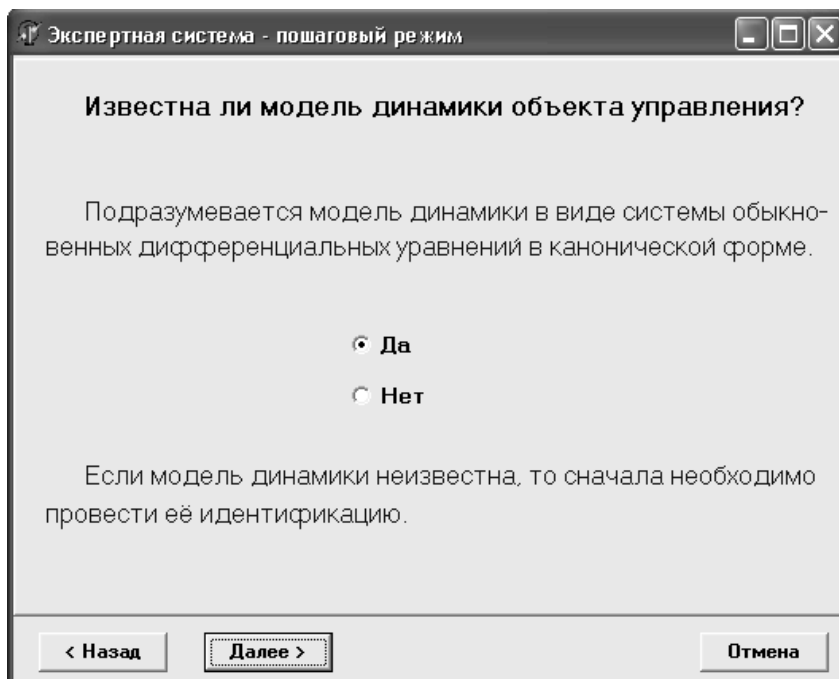 Экспертная система - пошаговый режим
Известна ли модель динамики объекта управления?
Подразумевается модель динамики в виде системы обыкно-
венных дифференциальных уравнений в канонической форме.
Да
Нет
Если модель динамики неизвестна, то сначала необходимо
провести её идентификацию.
< Назад
Далее >
Отмена